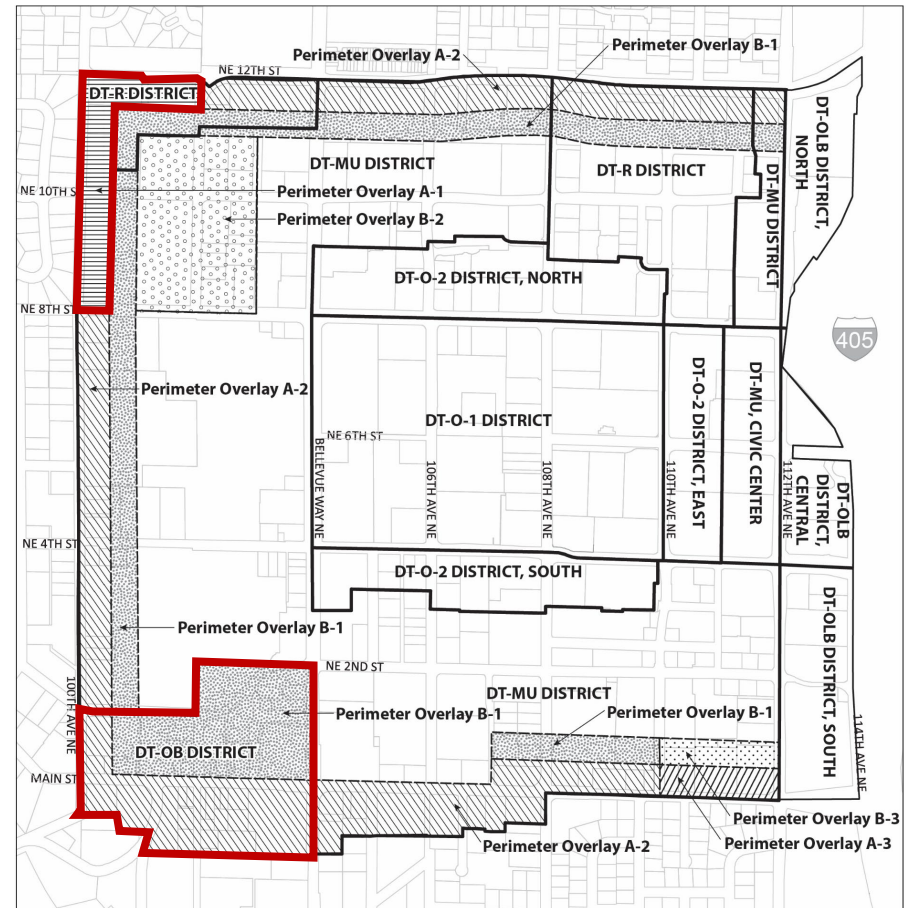 Perimeter Overlay B-1
Perimeter Overlay A-2
NE 12TH ST
DT-R DISTRICT
DT-OLB DISTRICT,
NORTH
DT-MU DISTRICT
DT-R DISTRICT
DT-MU DISTRICT
NE 10TH S
Perimeter Overlay A-1
Perimeter Overlay B-2
DT-O-2 DISTRICT, NORTH
NE 8TH ST
405
Perimeter Overlay A-2
DT-O-1 DISTRICT
DT-O-2 DISTRICT, EAST
DT-MU, CIVIC CENTER
NE 6TH ST
BELLEVUE WAY NE
106TH AVE NE
108TH AVE NE
110TH AVE NE
112TH AVE NE
DT-OLB
DISTRICT,
CENTRAL
NE 4TH ST
DT-O-2 DISTRICT, SOUTH
DT-OLB DISTRICT, SOUTH
Perimeter Overlay B-1
NE 2ND ST
100TH AVE NE
DT-MU DISTRICT
Perimeter Overlay B-1
Perimeter Overlay B-1
114TH AVE NE
DT-OB DISTRICT
MAIN ST
Perimeter Overlay B-3
Perimeter Overlay A-2
Perimeter Overlay A-3